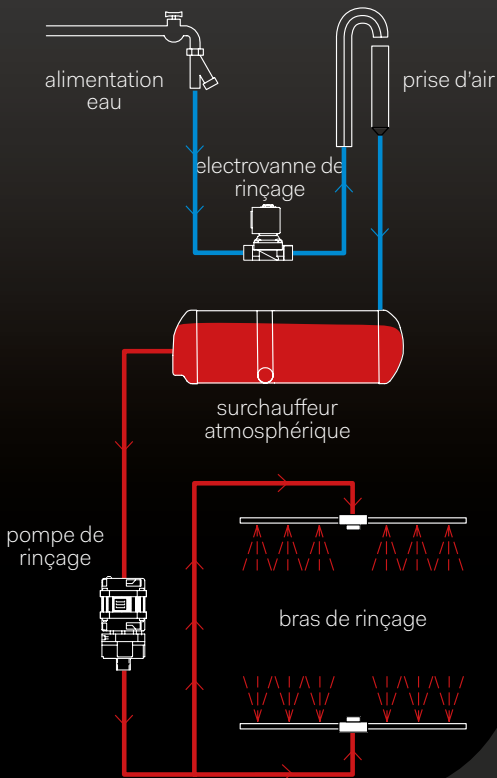 alimentation
eau
prise d'air
electrovanne de
rinçage
surchauffeur
atmosphérique
pompe de
rinçage
bras de rinçage